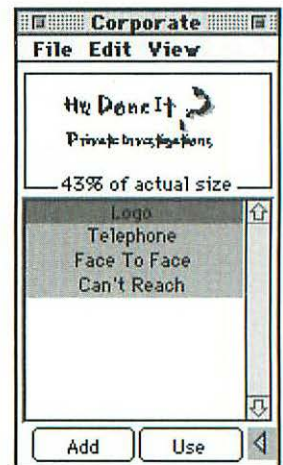 Corporate
File Edit View
Hu Done It
Private Investigations
43% of actual size
Logo
Telephone
Face To Face
Can't Reach
Add Use